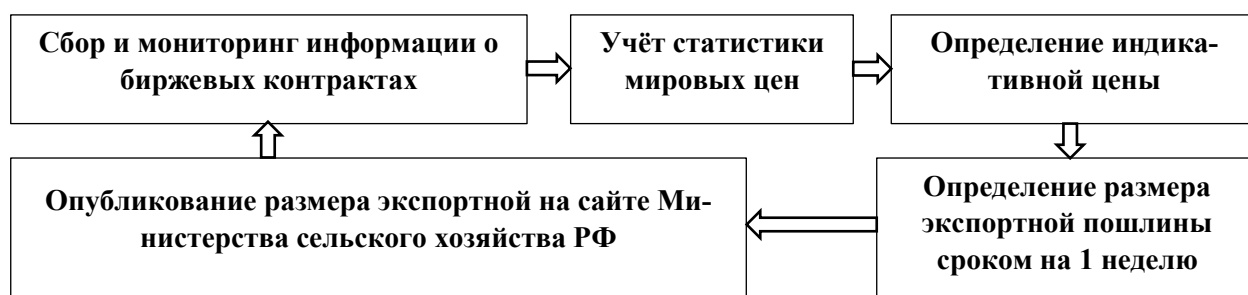 Сбор и мониторинг информации о
биржевых контрактах
Учёт статистики
мировых цен
Определение индика-
тивной цены
Определение размера
экспортной пошлины
сроком на 1 неделю
Опубликование размера экспортной на сайте Ми-
нистерства сельского хозяйства РФ